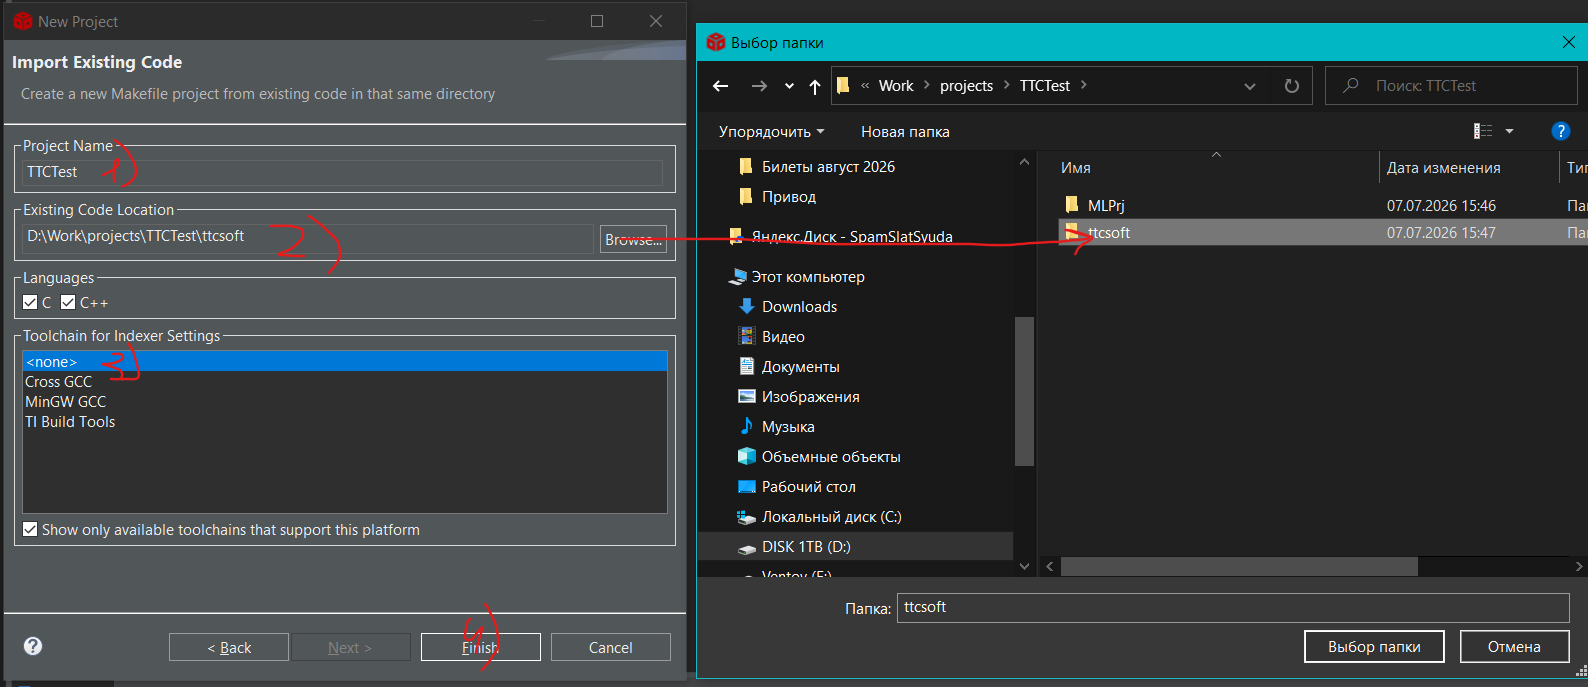 New Project
Import Existing Code
Create a new Makefile project from existing code in that same directory
Project Name
TTCTest
1)
Existing Code Location
D:\Work\projects\TTCTest\ttcsoft
2)
Browse...
Languages
C
C++
Toolchain for Indexer Settings
<none>
3)
Cross GCC
MinGW GCC
TI Build Tools
Show only available toolchains that support this platform
4)
?
< Back
Next >
Finish
Cancel
Выбор папки
« Work > projects > TTCTest >
Поиск: TTCTest
Упорядочить
Новая папка
?
Билеты август 2026
Привод
Яндекс.Диск - SpamSlatSyuda
Этот компьютер
Downloads
Видео
Документы
Изображения
Музыка
Объемные объекты
Рабочий стол
Локальный диск (C:)
DISK 1TB (D:)
Ventoy (E:)
Имя
Дата изменения
Тип
MLPrj
07.07.2026 15:46
Па
ttcsoft
07.07.2026 15:47
Па
Папка:
ttcsoft
Выбор папки
Отмена